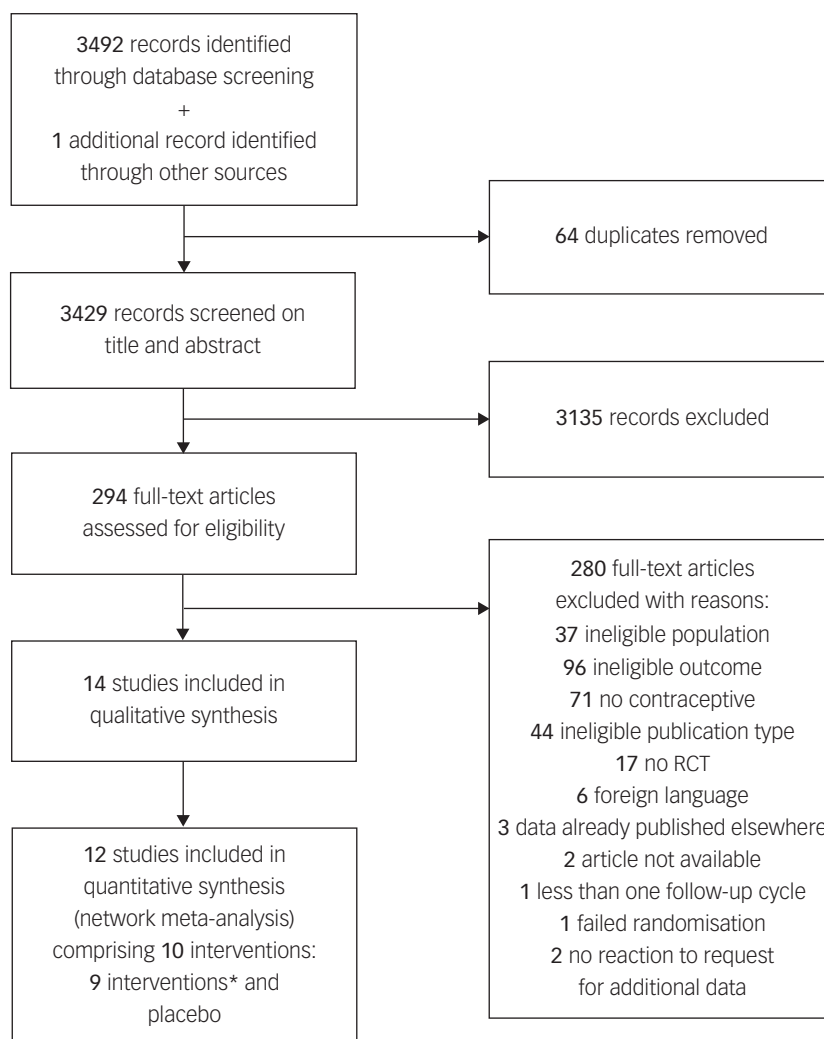 3492 records identified
through database screening
+
1 additional record identified
through other sources
64 duplicates removed
3429 records screened on
title and abstract
3135 records excluded
294 full-text articles
assessed for eligibility
280 full-text articles
excluded with reasons:
37 ineligible population
96 ineligible outcome
71 no contraceptive
44 ineligible publication type
17 no RCT
6 foreign language
3 data already published elsewhere
2 article not available
1 less than one follow-up cycle
1 failed randomisation
2 no reaction to request
for additional data
14 studies included in
qualitative synthesis
12 studies included in
quantitative synthesis
(network meta-analysis)
comprising 10 interventions:
9 interventions* and
placebo